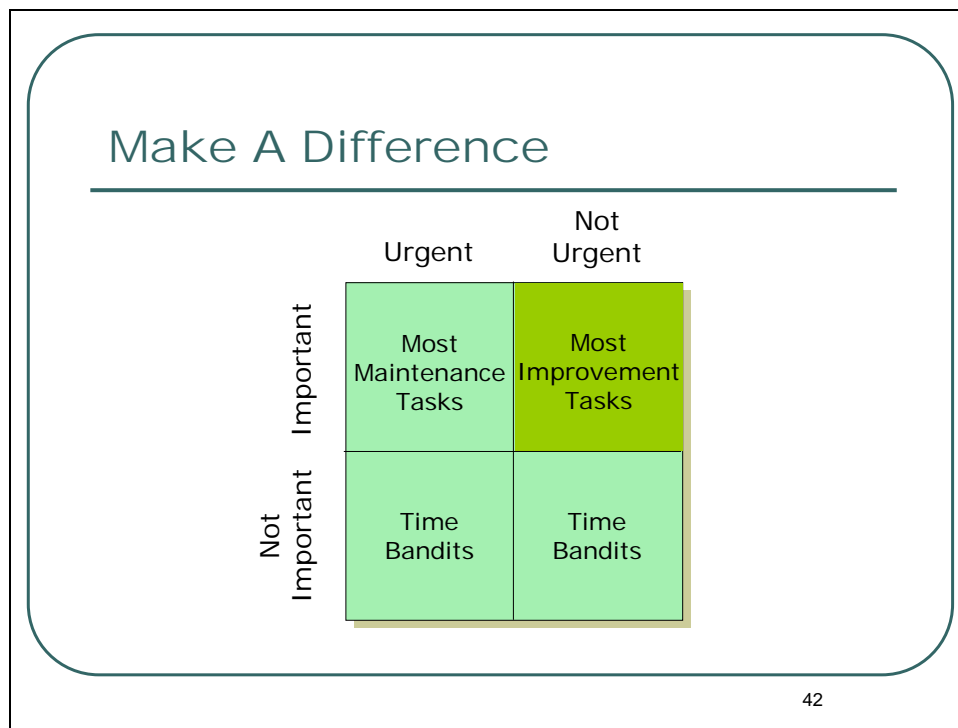 Make A Difference
Not
Urgent
Urgent
Important
Most
Maintenance
Tasks
Most
Improvement
Tasks
Not
Important
Time
Bandits
Time
Bandits
42